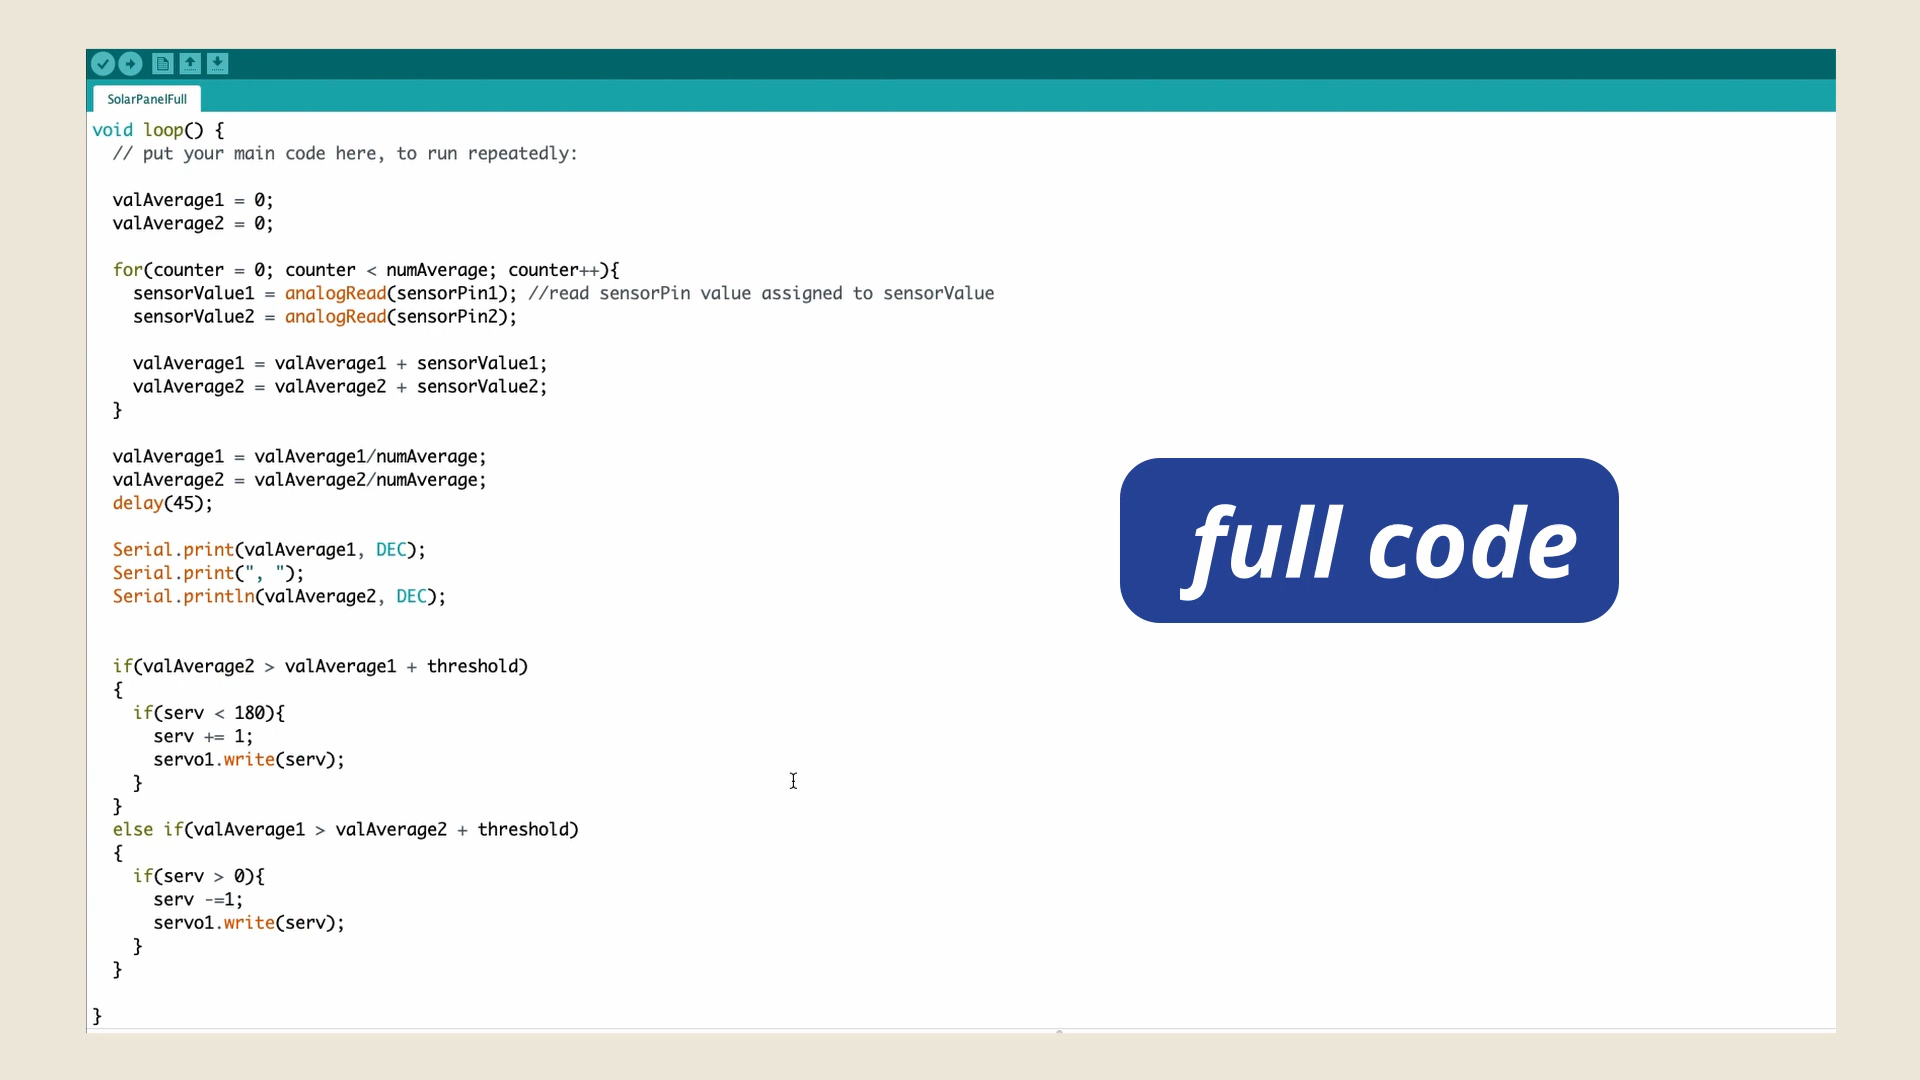 SolarPanelFull
void loop() {
// put your main code here, to run repeatedly:
valAverage1 = 0;
valAverage2 = 0;
for(counter = 0; counter < numAverage; counter++){
sensorValue1 = analogRead(sensorPin1); //read sensorPin value assigned to sensorValue
sensorValue2 = analogRead(sensorPin2);
valAverage1 = valAverage1 + sensorValue1;
valAverage2 = valAverage2 + sensorValue2;
}
valAverage1 = valAverage1/numAverage;
valAverage2 = valAverage2/numAverage;
delay(45);
Serial.print(valAverage1, DEC);
Serial.print(", ");
Serial.println(valAverage2, DEC);
if(valAverage2 > valAverage1 + threshold)
{
if(serv < 180){
serv += 1;
servo1.write(serv);
}
}
else if(valAverage1 > valAverage2 + threshold)
{
if(serv > 0){
serv -=1;
servo1.write(serv);
}
}
}
full code